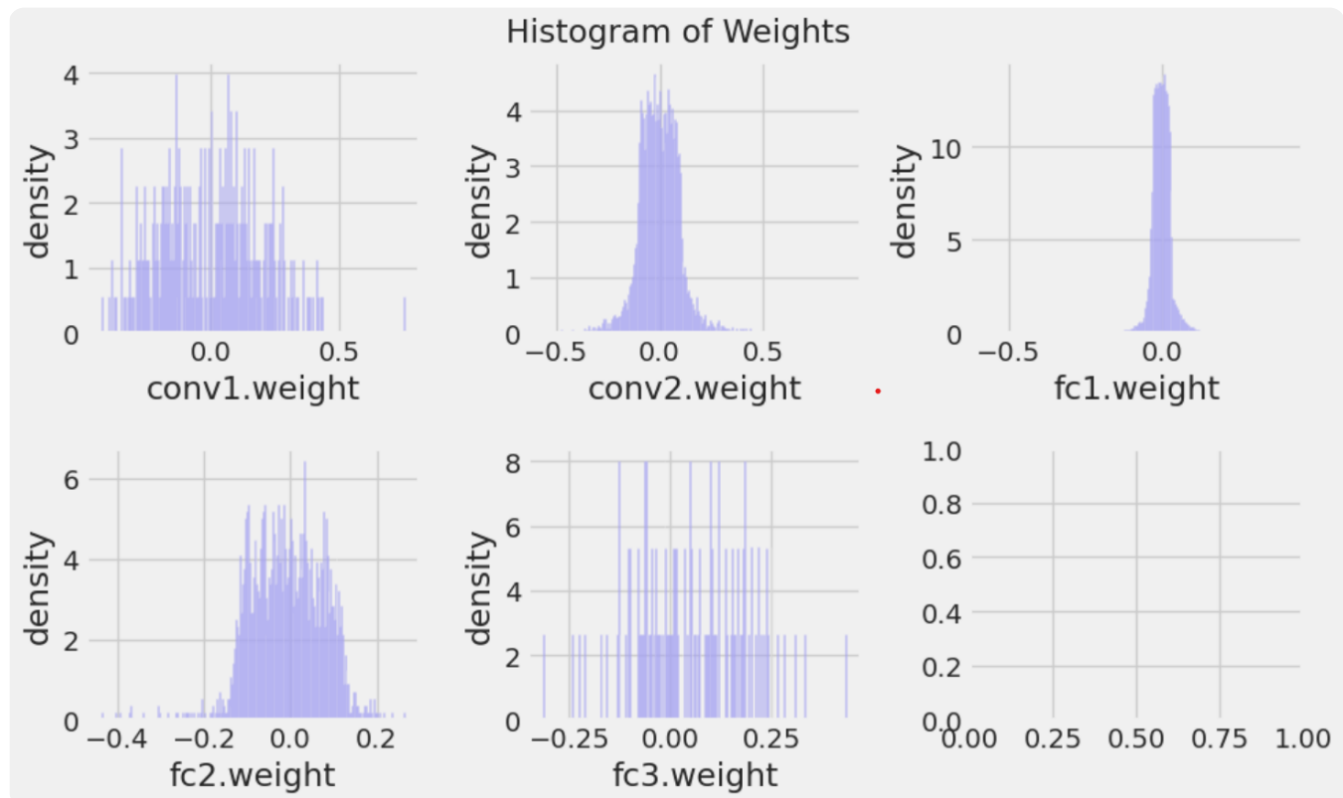 Histogram of Weights
4
3
2
1
0
density
0.0 0.5
conv1.weight
4
3
2
1
0
density
−0.5 0.0 0.5
conv2.weight
10
5
0
density
−0.5 0.0
fc1.weight
6
4
2
0
density
−0.4 −0.2 0.0 0.2
fc2.weight
8
6
4
2
0
density
−0.25 0.00 0.25
fc3.weight
1.0
0.8
0.6
0.4
0.2
0.0
0.00 0.25 0.50 0.75 1.00